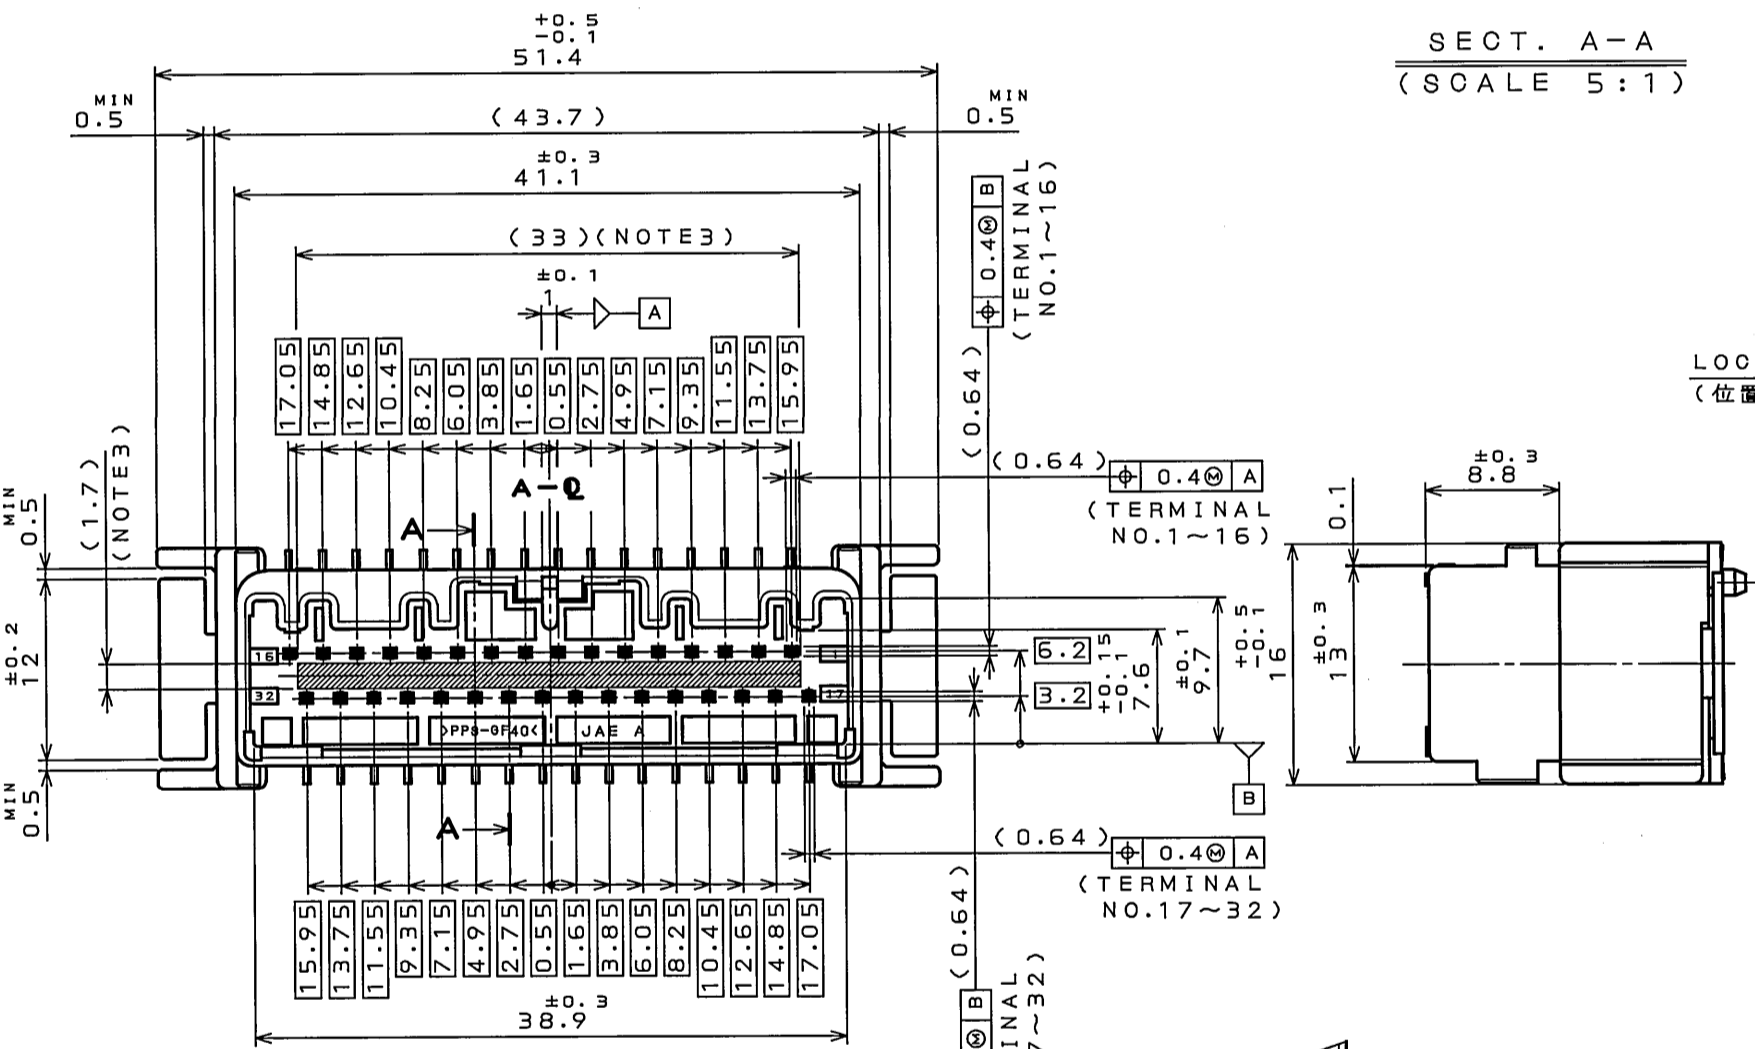 SECT. A-A
(SCALE 5:1)
+0.5
-0.1
51.4
MIN
0.5
(43.7)
MIN
0.5
±0.3
41.1
(33)(NOTE3)
±0.1
1
A
17.05
14.85
12.65
10.45
8.25
6.05
3.85
1.65
0.55
2.75
4.95
7.15
9.35
11.55
13.75
15.95
⌖ 0.4Ⓜ B
(TERMINAL
NO.1~16)
(0.64)
(0.64)
⌖ 0.4Ⓜ A
(TERMINAL
NO.1~16)
LOC
(位置
A-
A
MIN
0.5
(1.7)
(NOTE3)
±0.2
12
MIN
0.5
16
32
17
>PPS-GF40<
JAE A
6.2
3.2
+0.15
-0.1
7.6
±0.1
9.7
+0.5
-0.1
16
±0.3
13
0.1
±0.3
8.8
B
A
(0.64)
⌖ 0.4Ⓜ A
(TERMINAL
NO.17~32)
(0.64)
Ⓜ B
INAL
7~32)
15.95
13.75
11.55
9.35
7.15
4.95
2.75
0.55
1.65
3.85
6.05
8.25
10.45
12.65
14.85
17.05
±0.3
38.9